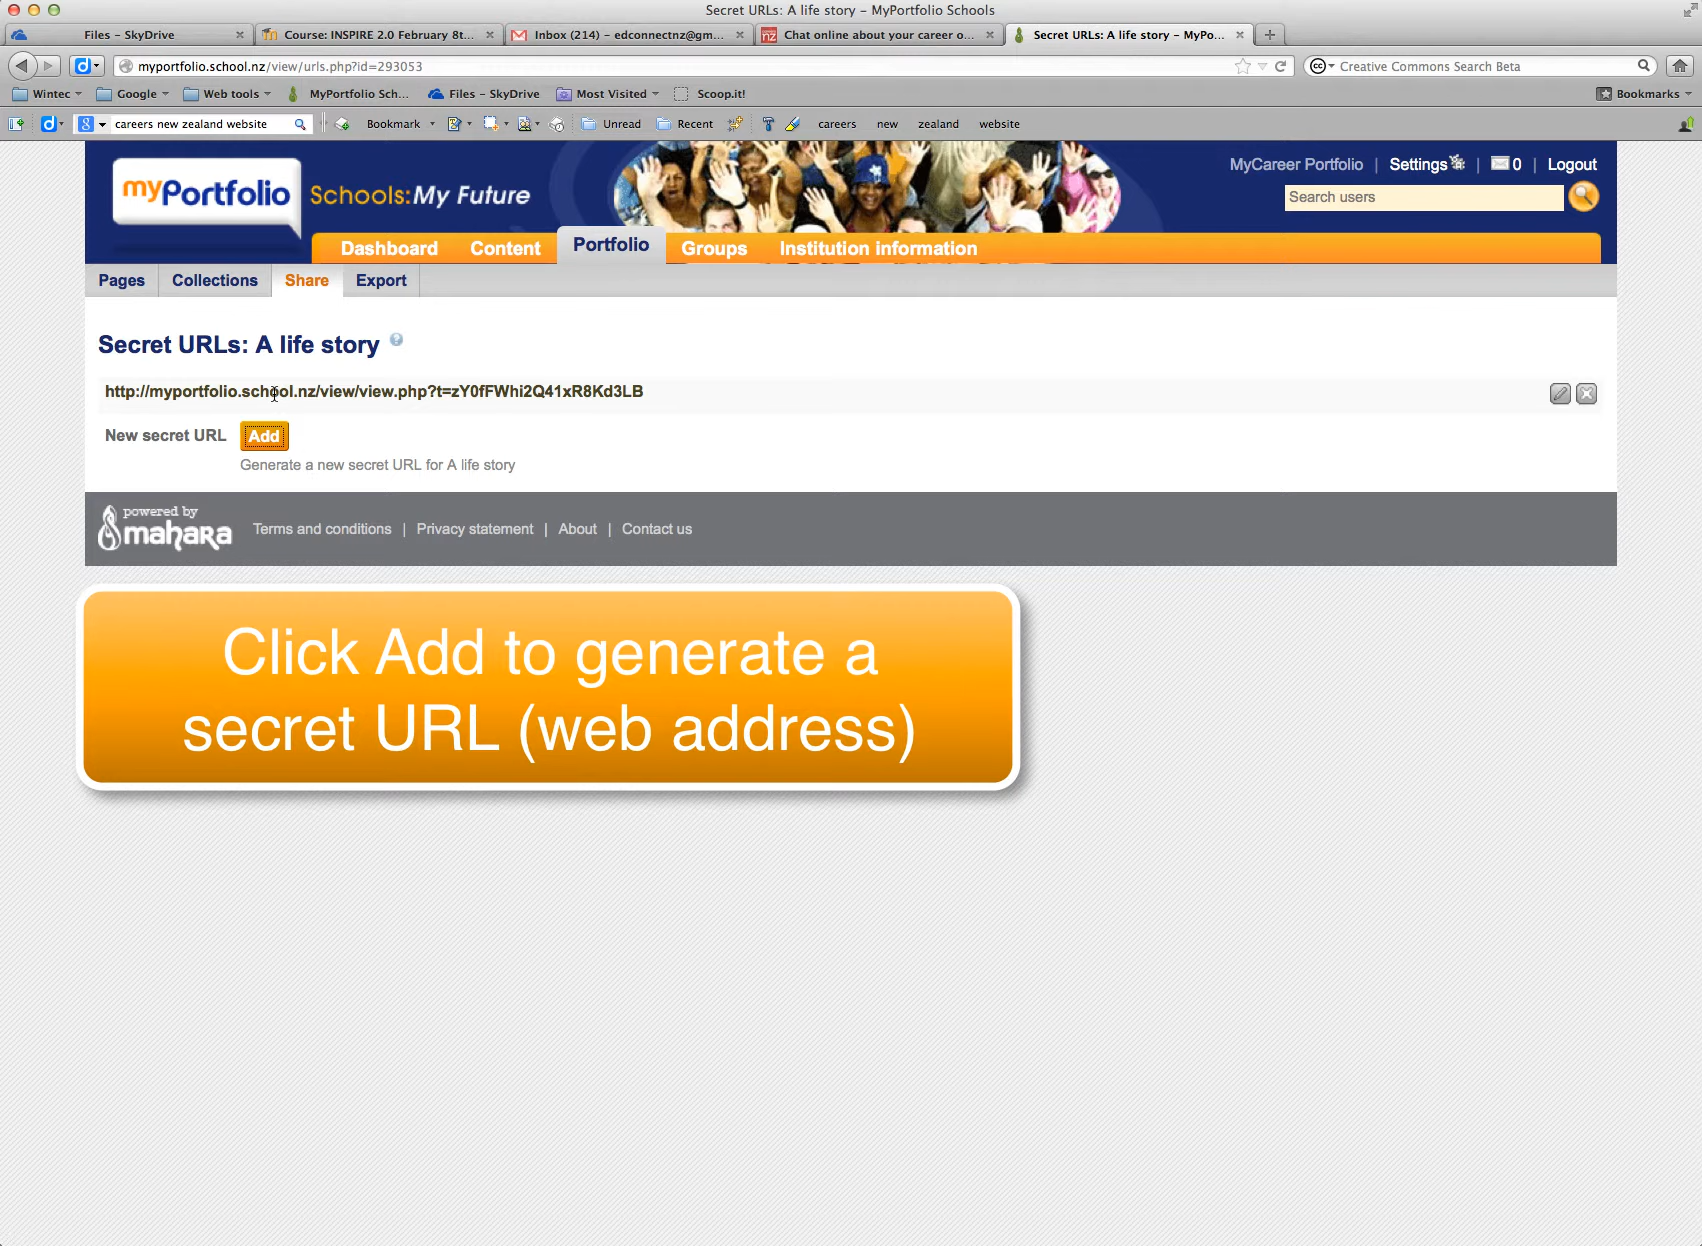 Secret URLs: A life story – MyPortfolio Schools
Files – SkyDrive
Course: INSPIRE 2.0 February 8t...
Inbox (214) – edconnectnz@gm...
Chat online about your career o...
Secret URLs: A life story – MyPo...
myportfolio.school.nz/view/urls.php?id=293053
Creative Commons Search Beta
Wintec
Google
Web tools
MyPortfolio Sch...
Files – SkyDrive
Most Visited
Scoop.it!
Bookmarks
careers new zealand website
Bookmark
Unread
Recent
careers
new
zealand
website
myPortfolio Schools:My Future
MyCareer Portfolio | Settings | 0 | Logout
Search users
Dashboard Content Portfolio Groups Institution information
Pages Collections Share Export
Secret URLs: A life story
http://myportfolio.school.nz/view/view.php?t=zY0fFWhi2Q41xR8Kd3LB
New secret URL Add
Generate a new secret URL for A life story
powered by
mahara
Terms and conditions | Privacy statement | About | Contact us
Click Add to generate a
secret URL (web address)